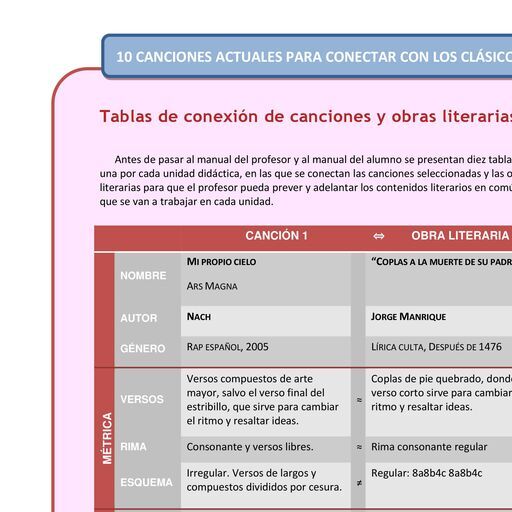 10 CANCIONES ACTUALES PARA CONECTAR CON LOS CLÁSICO
Tablas de conexión de canciones y obras literarias
Antes de pasar al manual del profesor y al manual del alumno se presentan diez tabla
una por cada unidad didáctica, en las que se conectan las canciones seleccionadas y las o
literarias para que el profesor pueda prever y adelantar los contenidos literarios en comú
que se van a trabajar en cada unidad.
CANCIÓN 1 ⇔ OBRA LITERARIA
NOMBRE
MI PROPIO CIELO
ARS MAGNA
"COPLAS A LA MUERTE DE SU PADR
AUTOR
NACH
JORGE MANRIQUE
GÉNERO
RAP ESPAÑOL, 2005
LÍRICA CULTA, DESPUÉS DE 1476
MÉTRICA
VERSOS
Versos compuestos de arte
mayor, salvo el verso final del
estribillo, que sirve para cambiar
el ritmo y resaltar ideas.
≈
Coplas de pie quebrado, dond
verso corto sirve para cambiar
ritmo y resaltar ideas.
RIMA
Consonante y versos libres.
≈
Rima consonante regular
ESQUEMA
Irregular. Versos de largos y
compuestos divididos por cesura.
≠
Regular: 8a8b4c 8a8b4c